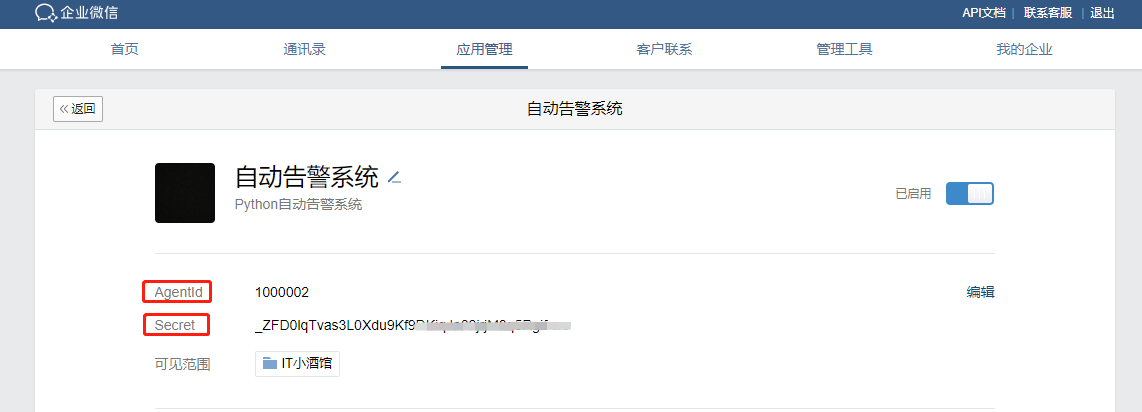 企业微信 API文档 | 联系客服 | 退出
首页 通讯录 应用管理 客户联系 管理工具 我的企业
返回 自动告警系统
自动告警系统
Python自动告警系统
已启用
AgentId 1000002 编辑
Secret
可见范围 IT小酒馆